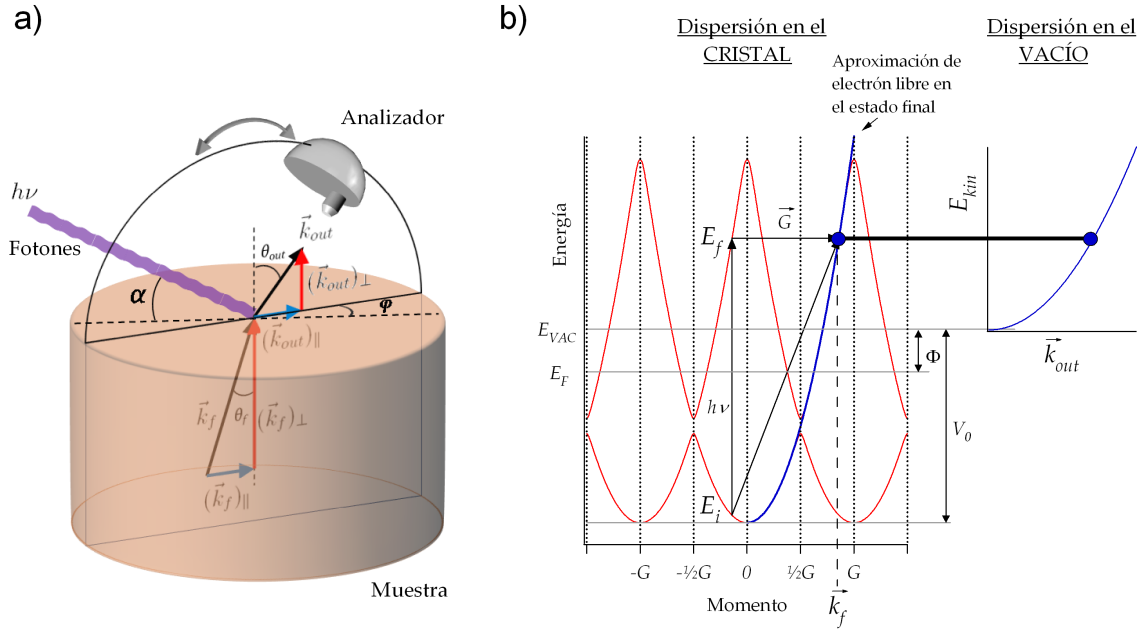 a)
Analizador
hν
Fotones
α
θout
k⃗out
(k⃗out)⊥
φ
(k⃗out)∥
k⃗f
θf
(k⃗f)⊥
(k⃗f)∥
Muestra
b)
Dispersión en el
CRISTAL
Dispersión en el
VACÍO
Aproximación de
electrón libre en
el estado final
Energía
Ekin
G⃗
Ef
EVAC
EF
Φ
k⃗out
hν
V0
Ei
-G
-½G
0
½G
G
Momento
k⃗f